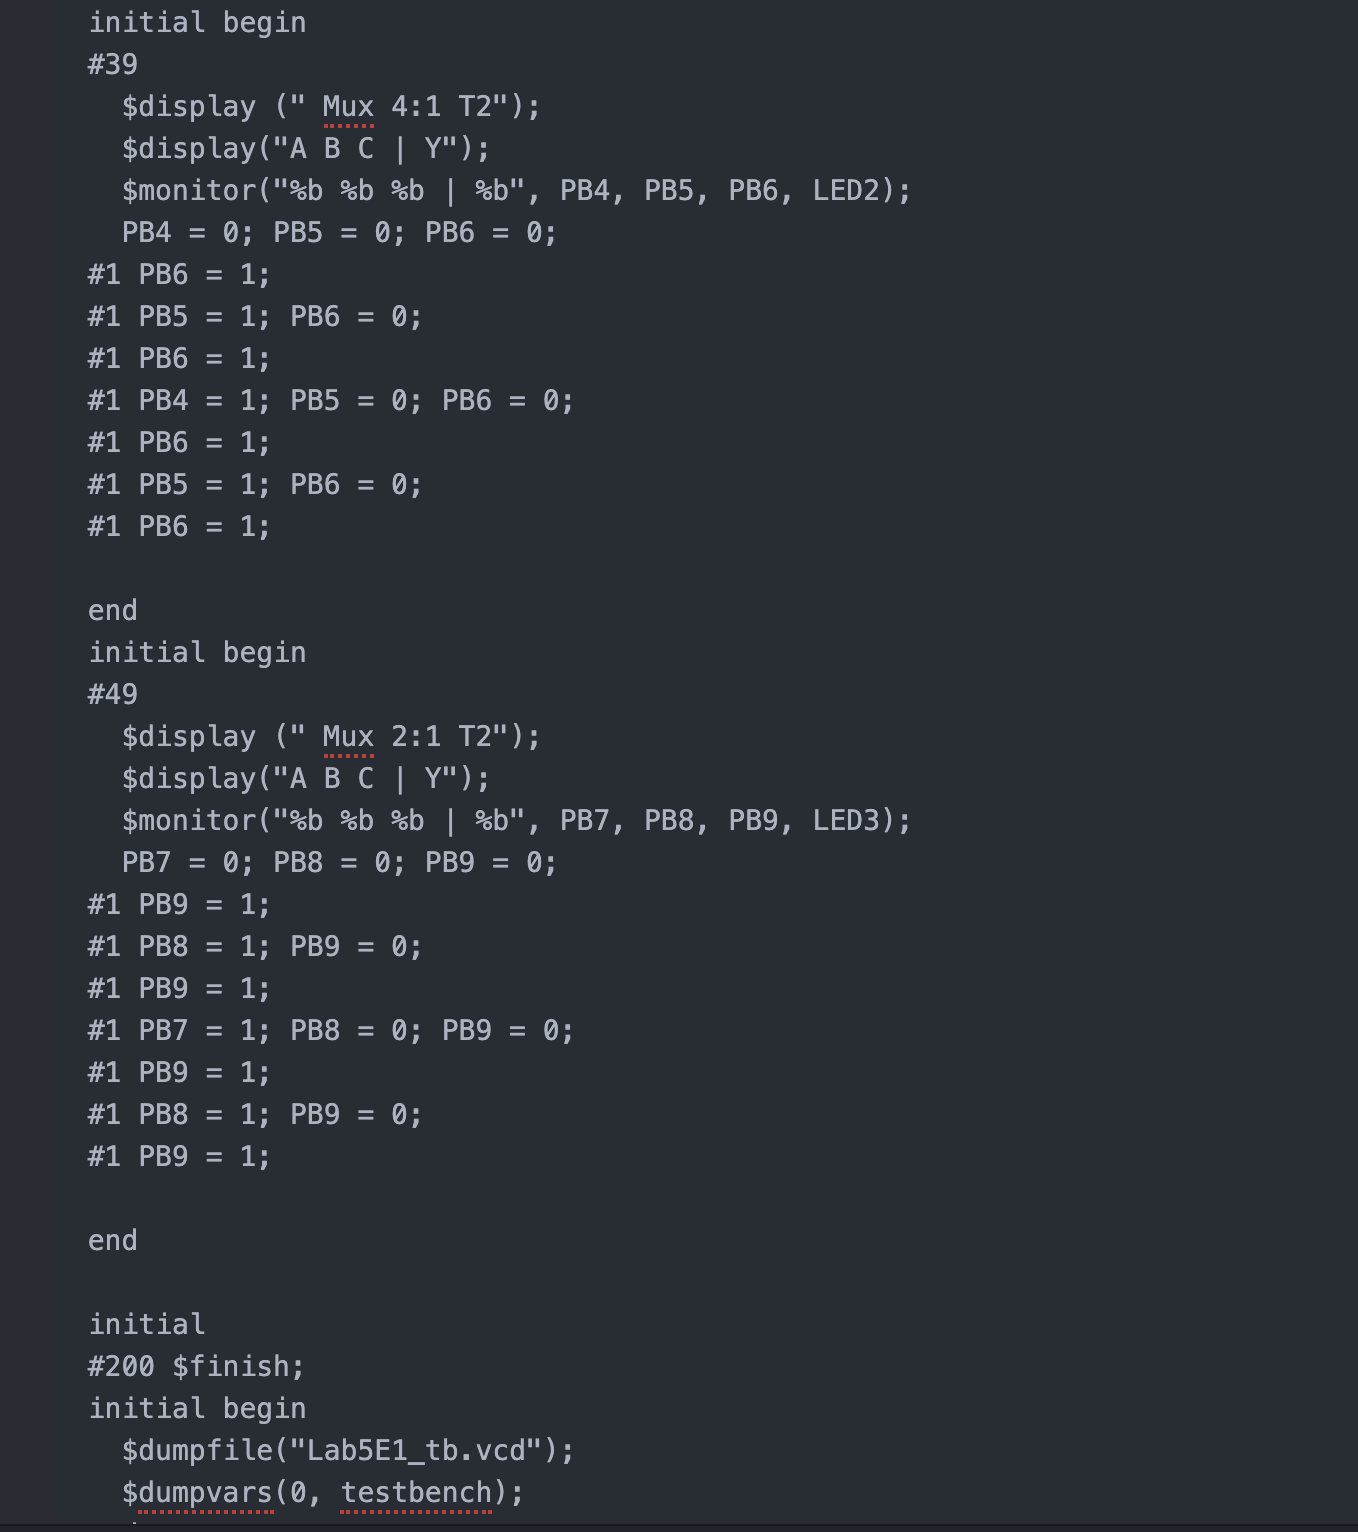 initial begin
#39
$display (" Mux 4:1 T2");
$display("A B C | Y");
$monitor("%b %b %b | %b", PB4, PB5, PB6, LED2);
PB4 = 0; PB5 = 0; PB6 = 0;
#1 PB6 = 1;
#1 PB5 = 1; PB6 = 0;
#1 PB6 = 1;
#1 PB4 = 1; PB5 = 0; PB6 = 0;
#1 PB6 = 1;
#1 PB5 = 1; PB6 = 0;
#1 PB6 = 1;
end
initial begin
#49
$display (" Mux 2:1 T2");
$display("A B C | Y");
$monitor("%b %b %b | %b", PB7, PB8, PB9, LED3);
PB7 = 0; PB8 = 0; PB9 = 0;
#1 PB9 = 1;
#1 PB8 = 1; PB9 = 0;
#1 PB9 = 1;
#1 PB7 = 1; PB8 = 0; PB9 = 0;
#1 PB9 = 1;
#1 PB8 = 1; PB9 = 0;
#1 PB9 = 1;
end
initial
#200 $finish;
initial begin
$dumpfile("Lab5E1_tb.vcd");
$dumpvars(0, testbench);